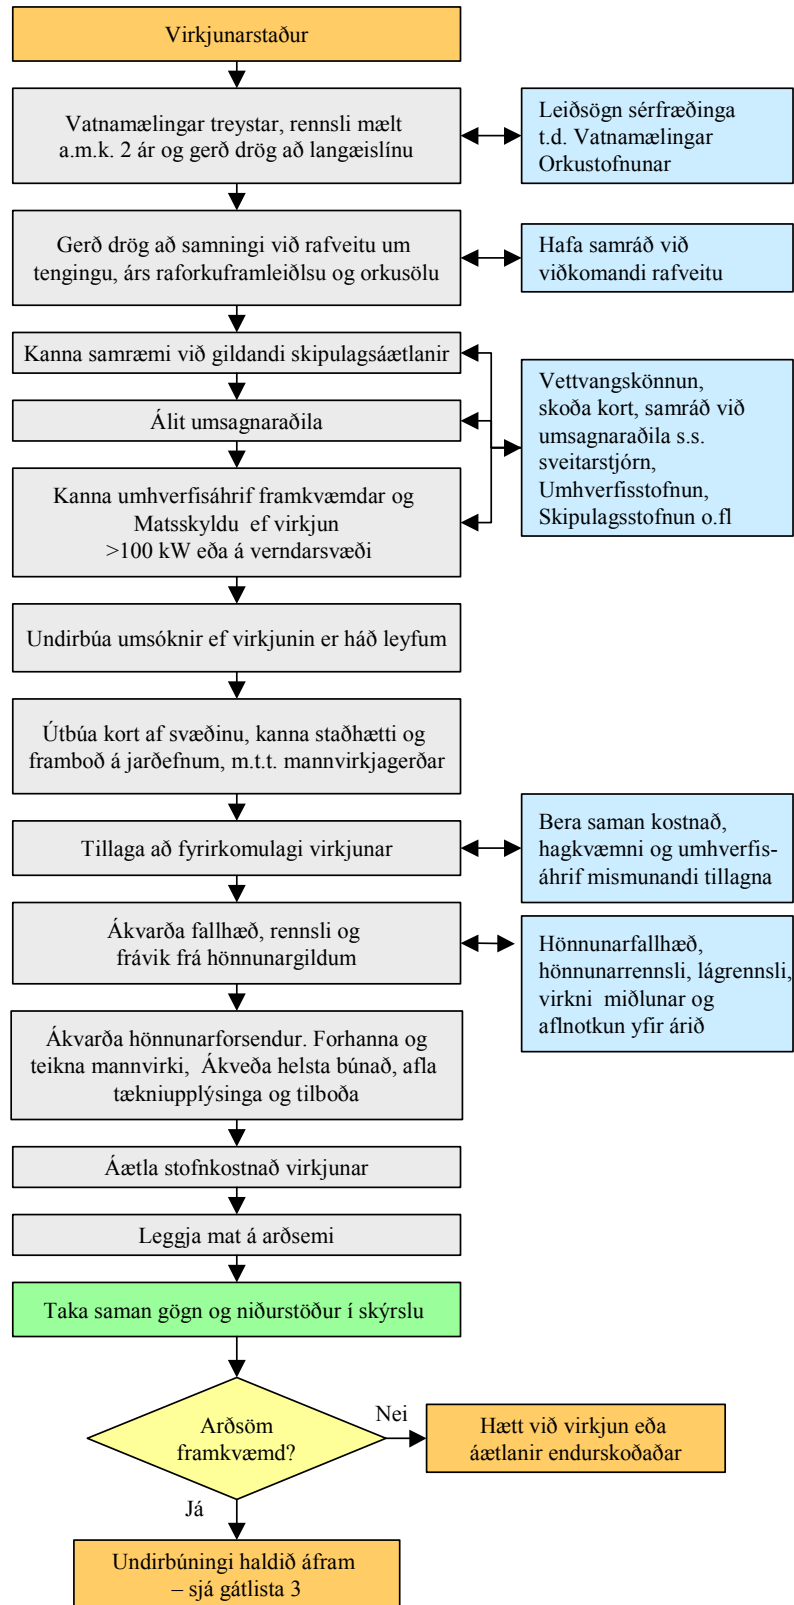 Virkjunarstaður
Vatnamælingar treystar, rennsli mælt
a.m.k. 2 ár og gerð drög að langæislínu
Leiðsögn sérfræðinga
t.d. Vatnamælingar
Orkustofnunar
Gerð drög að samningi við rafveitu um
tengingu, árs raforkuframleiðlsu og orkusölu
Hafa samráð við
viðkomandi rafveitu
Kanna samræmi við gildandi skipulagsáætlanir
Álit umsagnaraðila
Kanna umhverfisáhrif framkvæmdar og
Matsskyldu ef virkjun
>100 kW eða á verndarsvæði
Vettvangskönnun,
skoða kort, samráð við
umsagnaraðila s.s.
sveitarstjórn,
Umhverfisstofnun,
Skipulagsstofnun o.fl
Undirbúa umsóknir ef virkjunin er háð leyfum
Útbúa kort af svæðinu, kanna staðhætti og
framboð á jarðefnum, m.t.t. mannvirkjagerðar
Tillaga að fyrirkomulagi virkjunar
Bera saman kostnað,
hagkvæmni og umhverfis-
áhrif mismunandi tillagna
Ákvarða fallhæð, rennsli og
frávik frá hönnunargildum
Hönnunarfallhæð,
hönnunarrennsli, lágrennsli,
virkni miðlunar og
aflnotkun yfir árið
Ákvarða hönnunarforsendur. Forhanna og
teikna mannvirki, Ákveða helsta búnað, afla
tækniupplýsinga og tilboða
Áætla stofnkostnað virkjunar
Leggja mat á arðsemi
Taka saman gögn og niðurstöður í skýrslu
Arðsöm
framkvæmd?
Nei
Hætt við virkjun eða
áætlanir endurskoðaðar
Já
Undirbúningi haldið áfram
– sjá gátlista 3